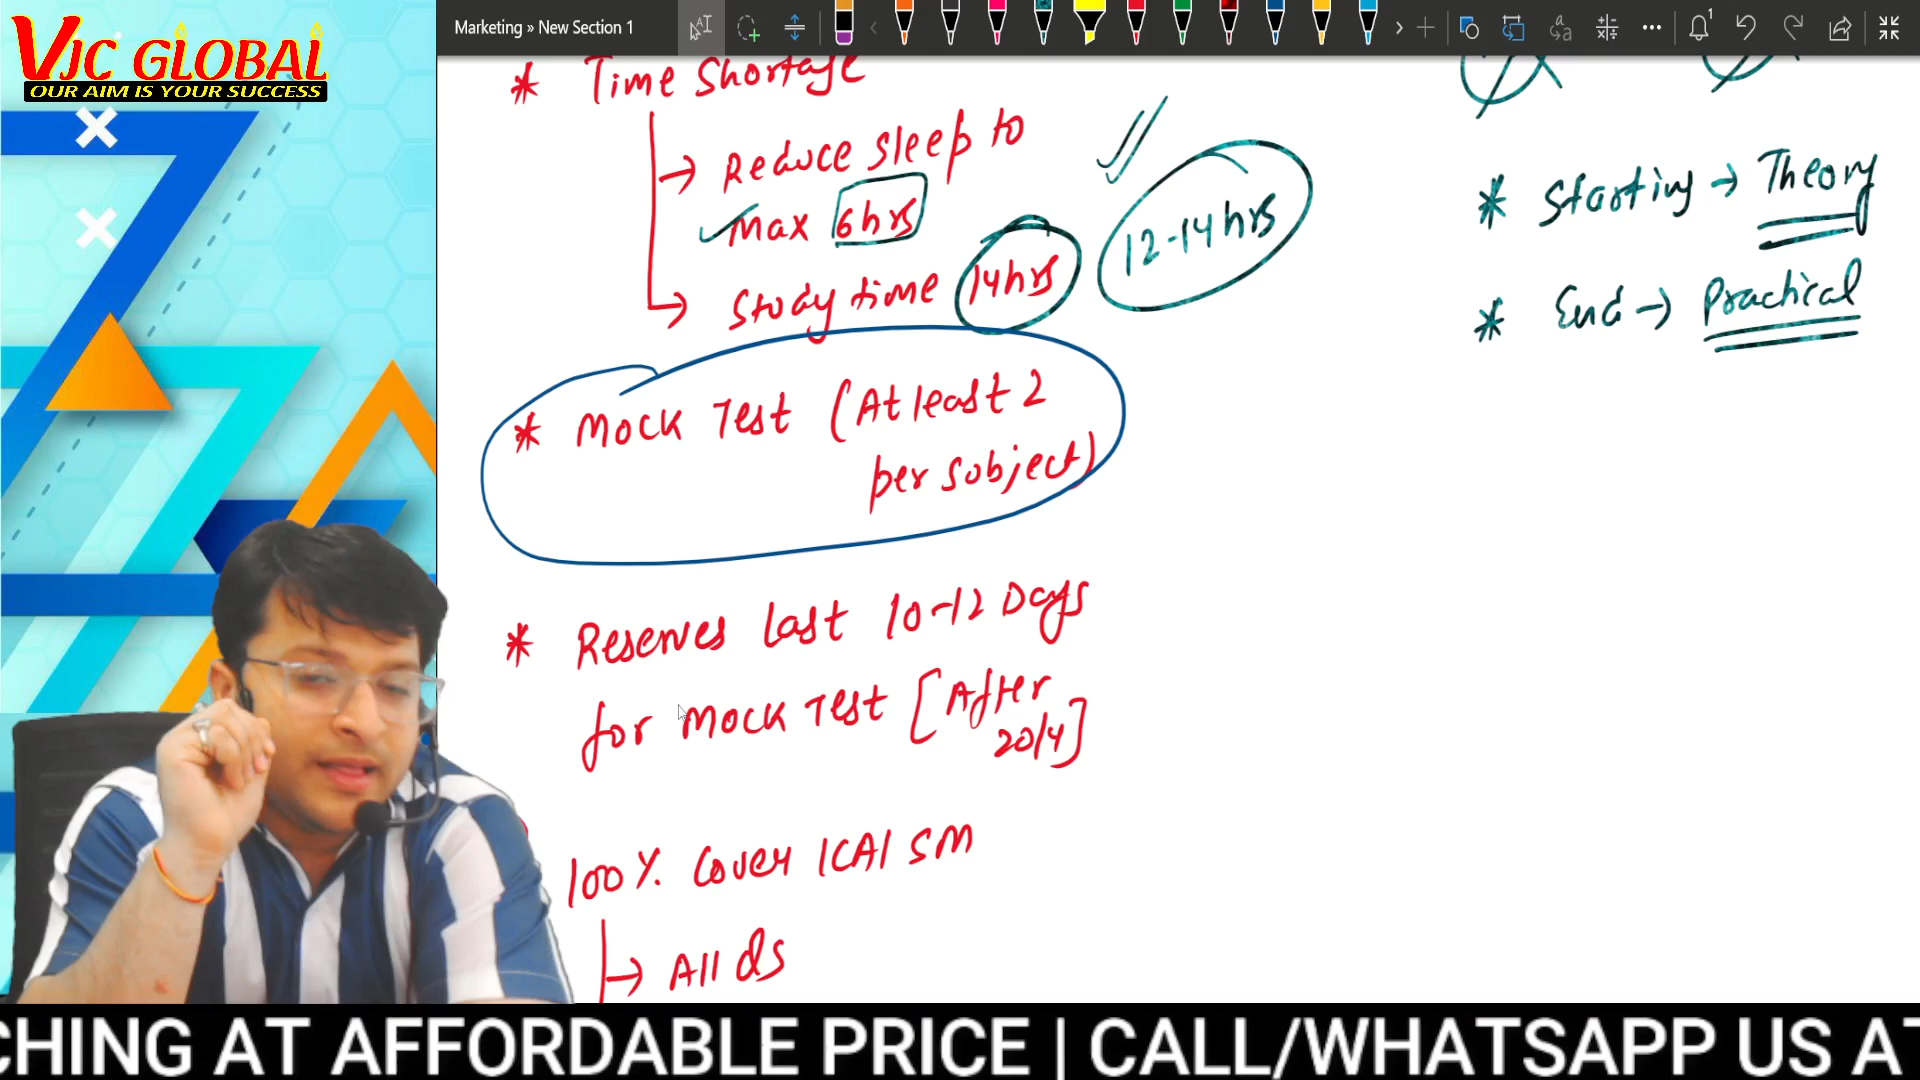 VJC GLOBAL
OUR AIM IS YOUR SUCCESS
Marketing » New Section 1
* Time Shortage
→ Reduce sleep to
Max 6hrs
12-14hrs
→ Study time 14hrs
* Starting → Theory
* End → Practical
* Mock Test (At least 2
per subject)
* Reserves last 10-12 Days
for Mock Test [After
20/4]
100% Cover ICAI SM
→ All
CHING AT AFFORDABLE PRICE | CALL/WHATSAPP US AT